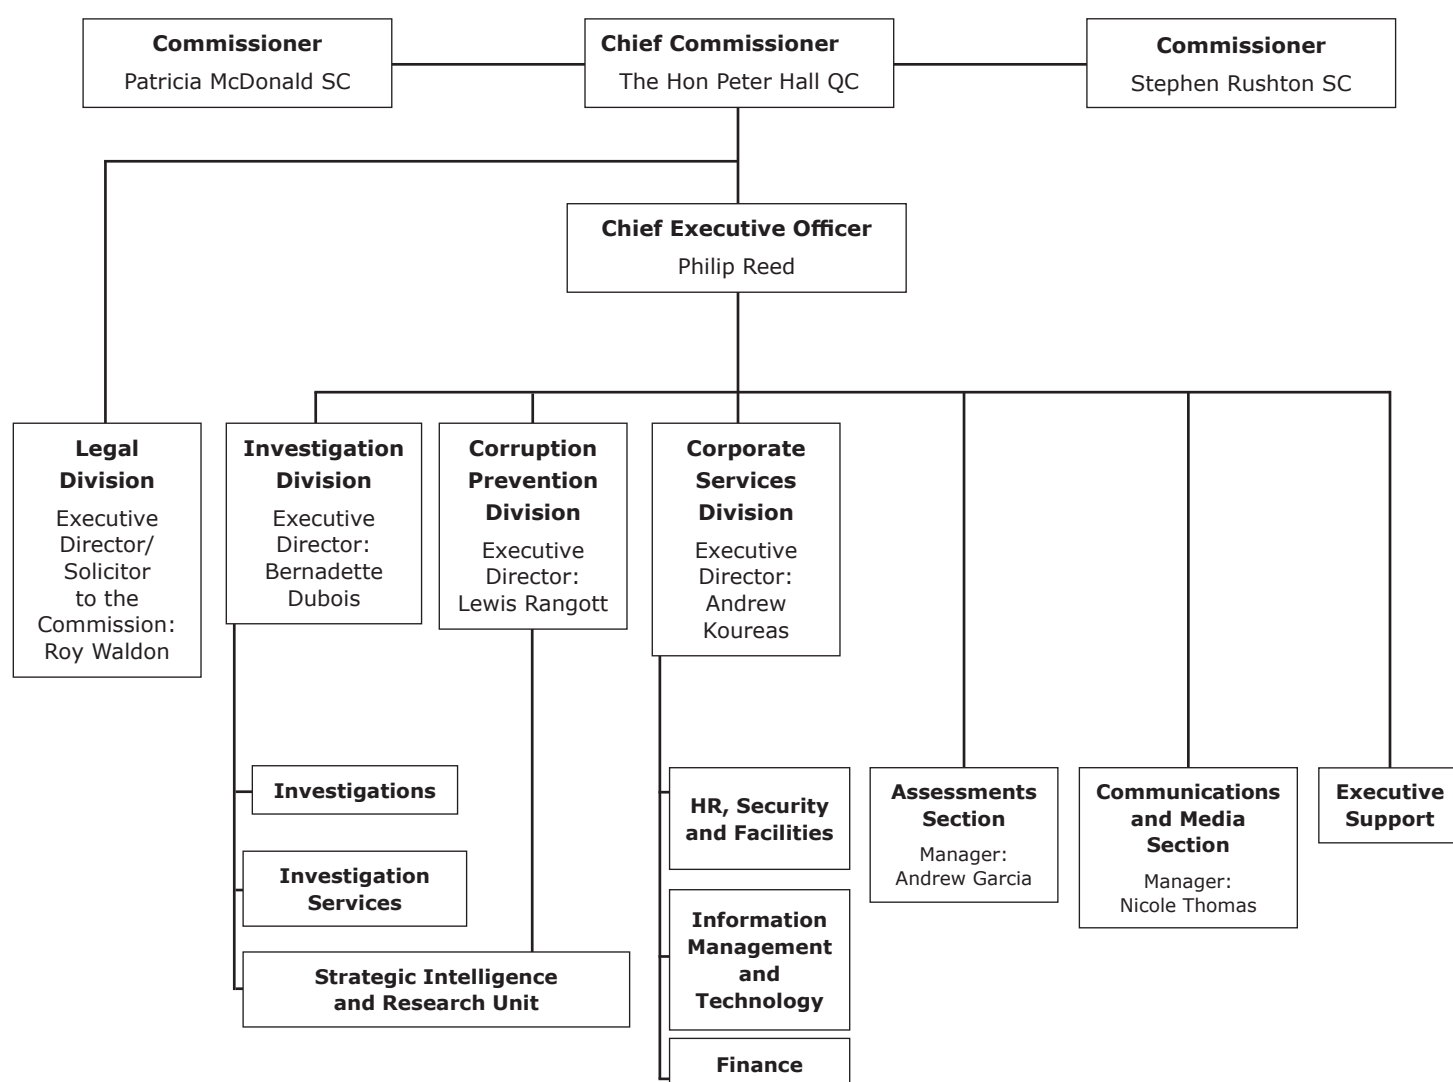 Commissioner
Patricia McDonald SC
Chief Commissioner
The Hon Peter Hall QC
Commissioner
Stephen Rushton SC
Chief Executive Officer
Philip Reed
Legal
Division
Executive
Director/
Solicitor
to the
Commission:
Roy Waldon
Investigation
Division
Executive
Director:
Bernadette
Dubois
Corruption
Prevention
Division
Executive
Director:
Lewis Rangott
Corporate
Services
Division
Executive
Director:
Andrew
Koureas
Investigations
Investigation
Services
Strategic Intelligence
and Research Unit
HR, Security
and Facilities
Information
Management
and
Technology
Finance
Assessments
Section
Manager:
Andrew Garcia
Communications
and Media
Section
Manager:
Nicole Thomas
Executive
Support